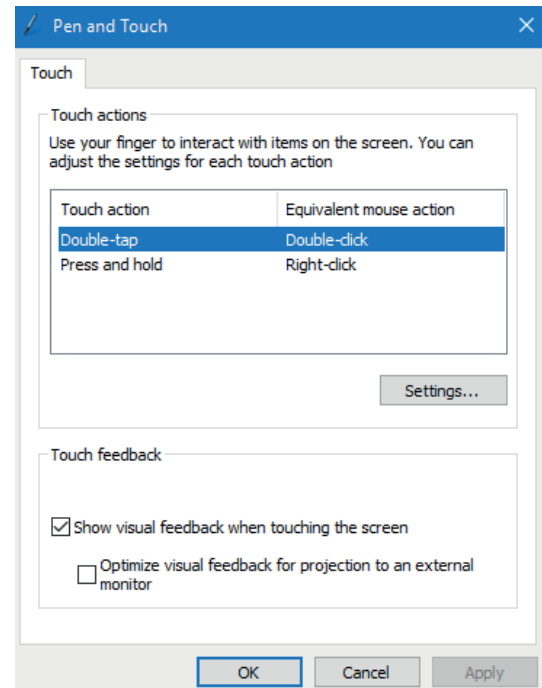 Pen and Touch
Touch
Touch actions
Use your finger to interact with items on the screen. You can
adjust the settings for each touch action
Touch action Equivalent mouse action
Double-tap Double-click
Press and hold Right-click
Settings...
Touch feedback
Show visual feedback when touching the screen
Optimize visual feedback for projection to an external
monitor
OK Cancel Apply